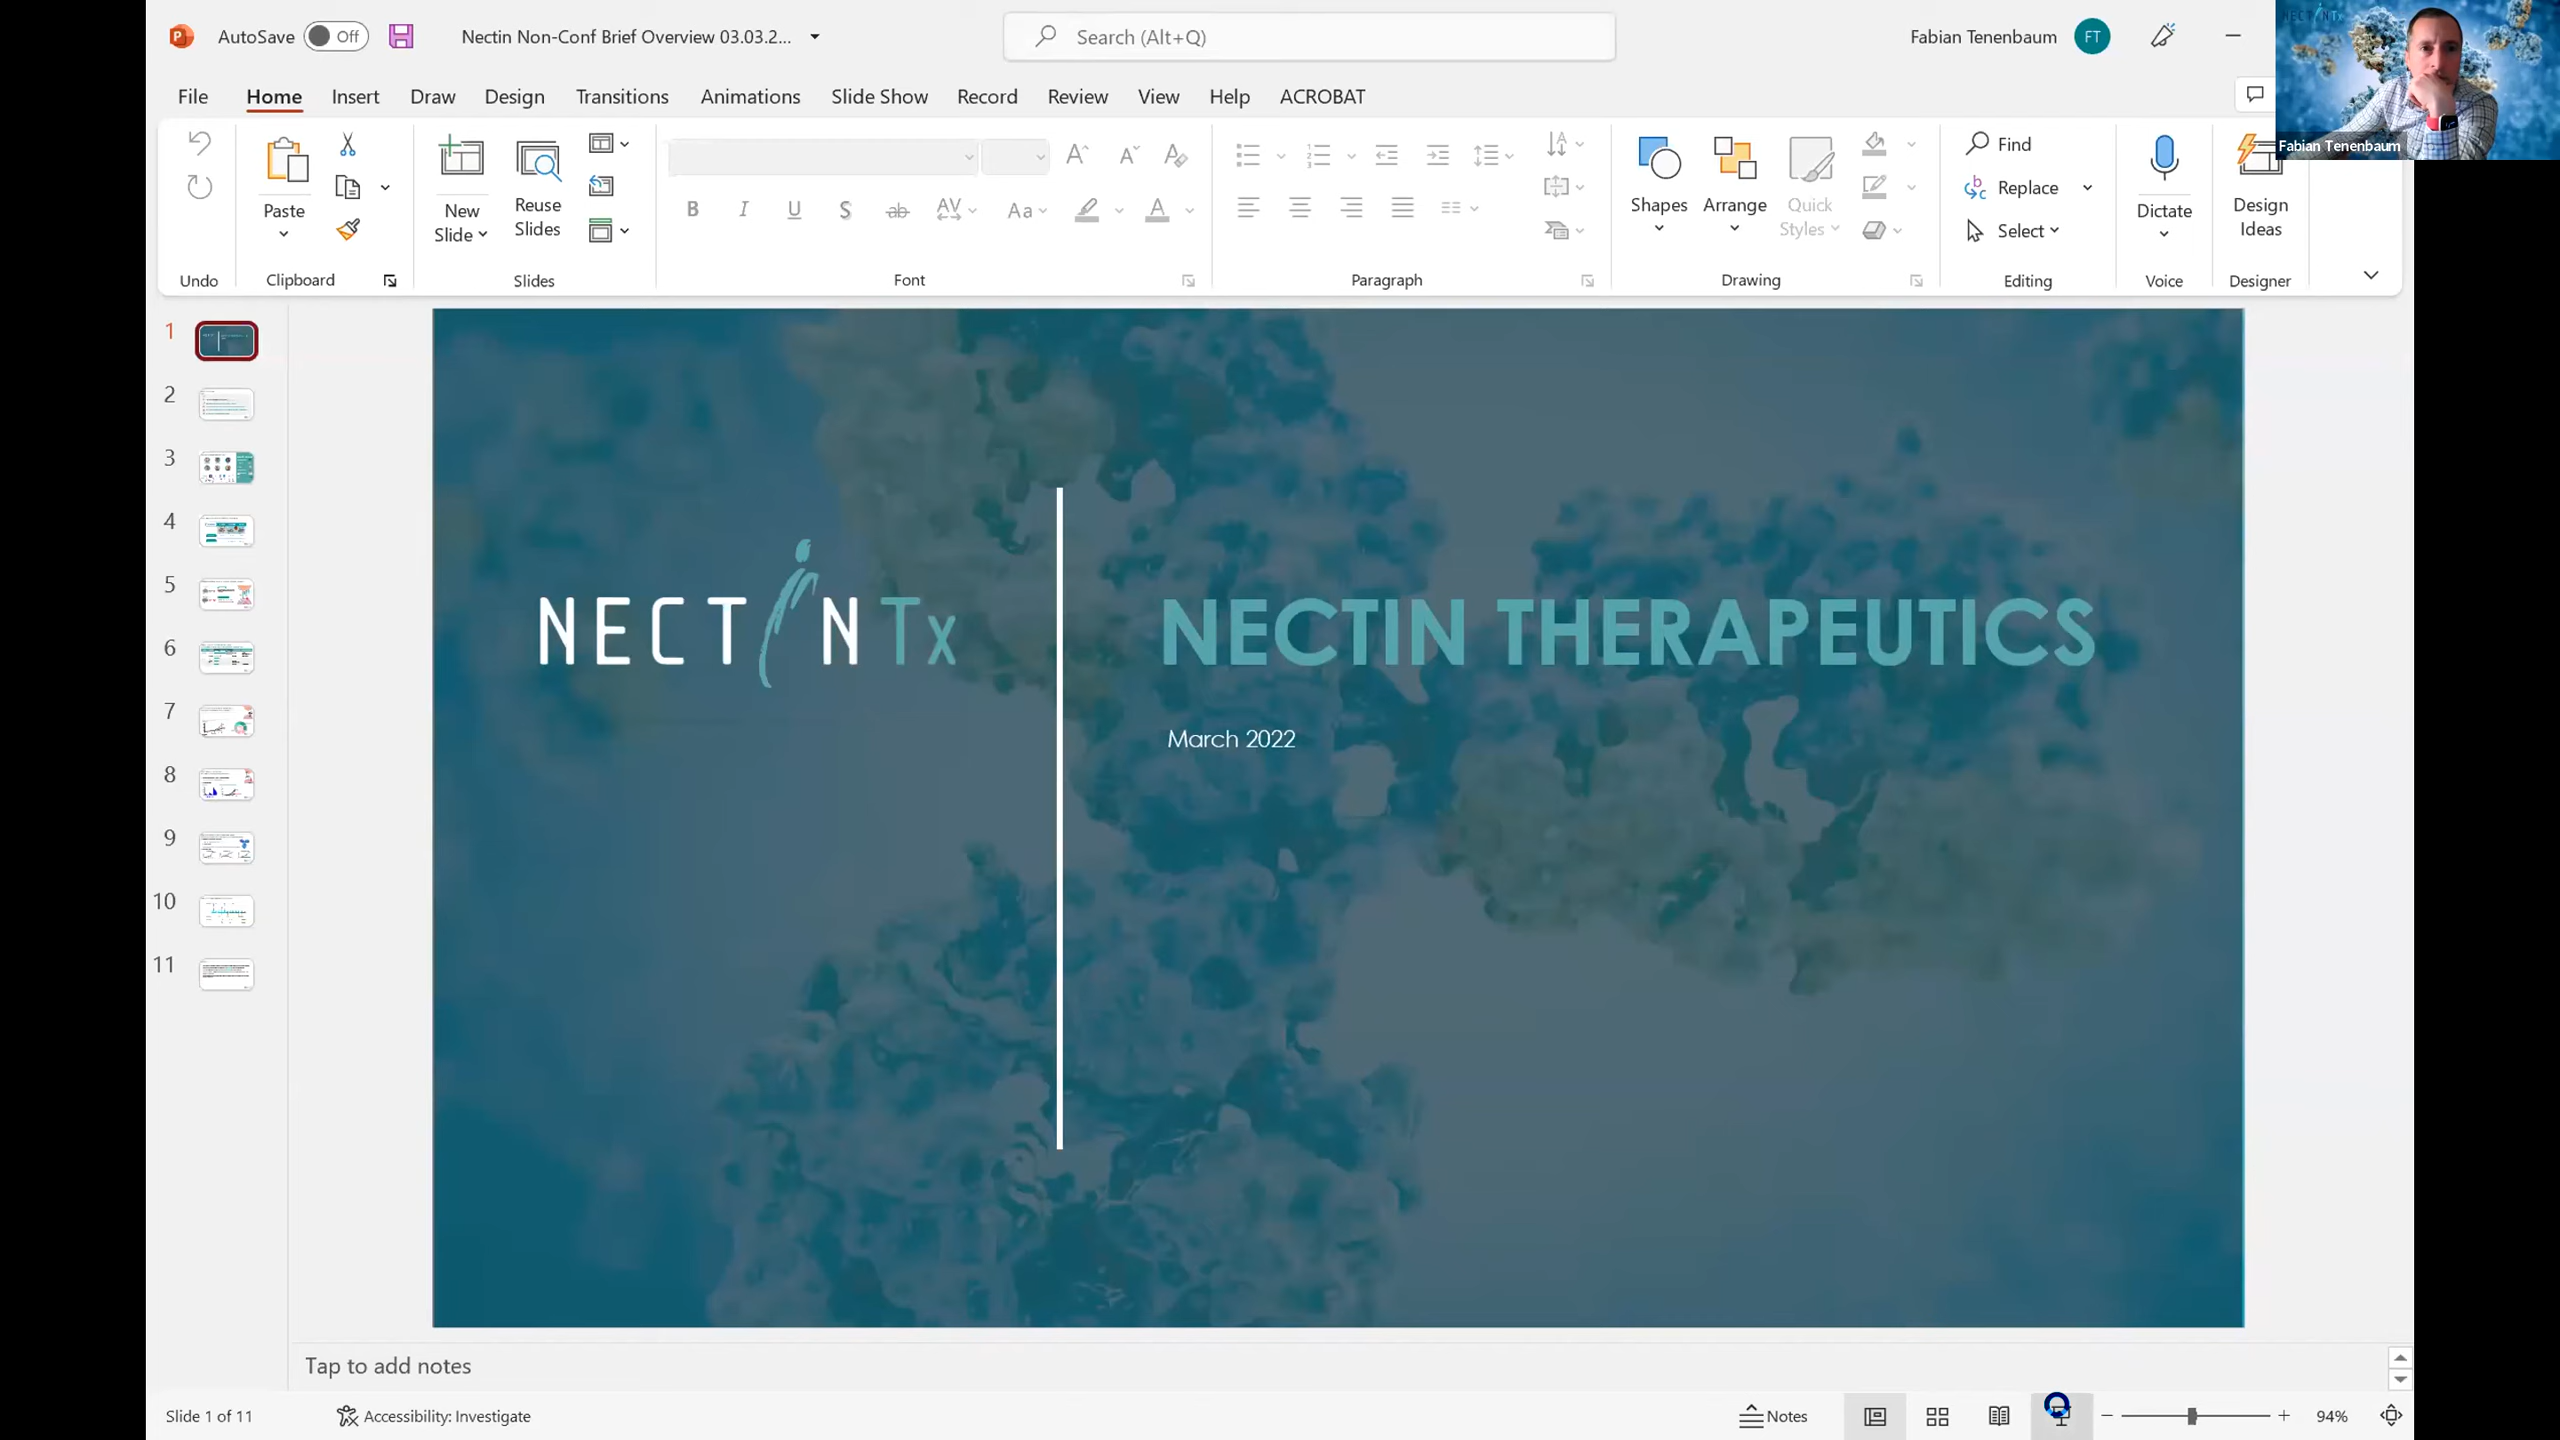 AutoSave Off Nectin Non-Conf Brief Overview 03.03.2... Search (Alt+Q) Fabian Tenenbaum FT
File Home Insert Draw Design Transitions Animations Slide Show Record Review View Help ACROBAT
Fabian Tenenbaum
Paste
New
Slide
Reuse
Slides
B I U S ab AV Aa A
Shapes
Arrange
Quick
Styles
Find
Replace
Select
Dictate
Design
Ideas
Undo Clipboard Slides Font Paragraph Drawing Editing Voice Designer
1
2
3
4
5
6
7
8
9
10
11
NECTiN Tx
NECTIN THERAPEUTICS
March 2022
Tap to add notes
Slide 1 of 11 Accessibility: Investigate Notes 94%